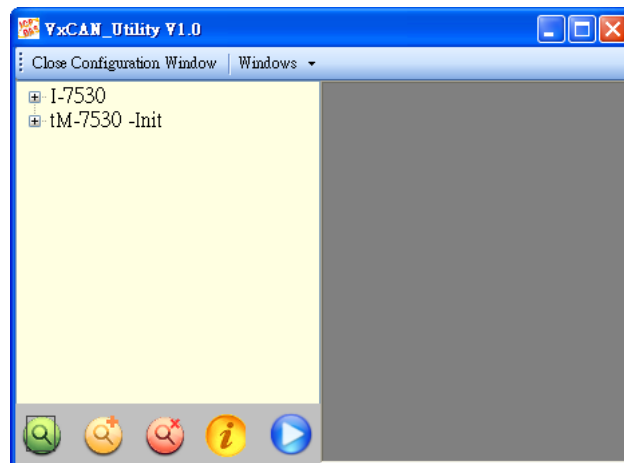 VxCAN_Utility V1.0
Close Configuration Window Windows
I-7530
tM-7530 -Init